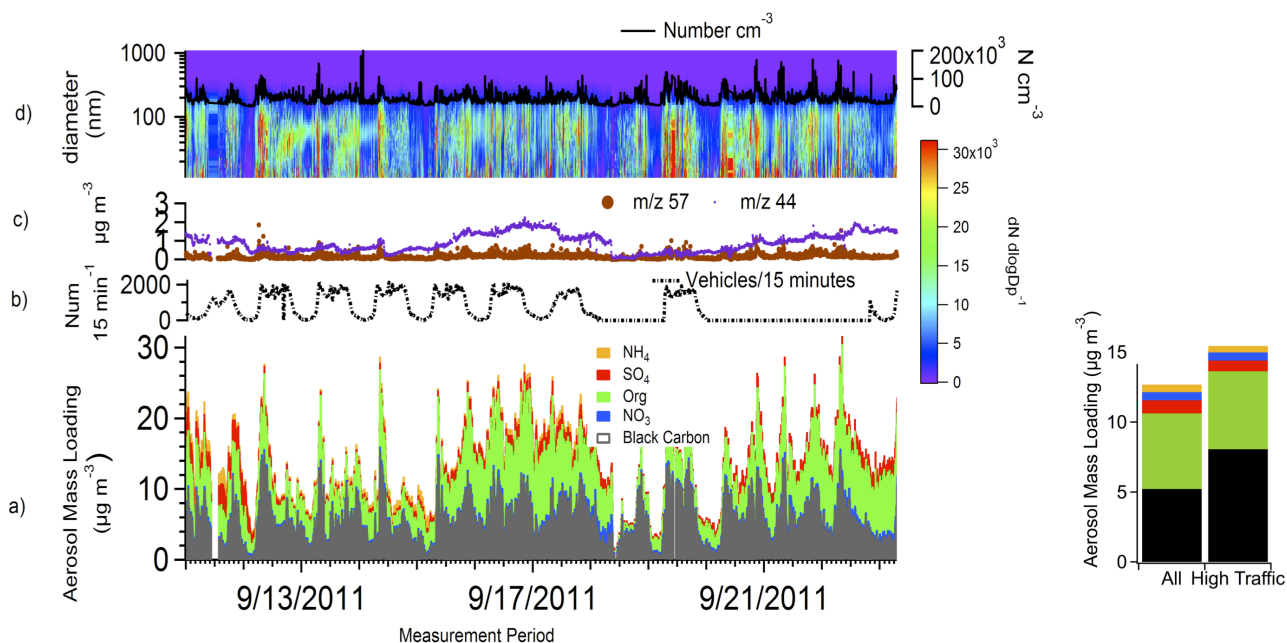 Number cm-3
d)
diameter
(nm)
1000
100
200x10³
100
0
N cm-3
30x10³
25
20
15
10
5
0
dN dlogDp-1
c)
µg m-3
3
2
1
0
m/z 57
m/z 44
b)
Num
15 min-1
2000
0
Vehicles/15 minutes
a)
Aerosol Mass Loading
(µg m-3)
30
20
10
0
NH4
SO4
Org
NO3
Black Carbon
9/13/2011
9/17/2011
9/21/2011
Measurement Period
Aerosol Mass Loading (µg m-3)
15
10
5
0
All
High Traffic